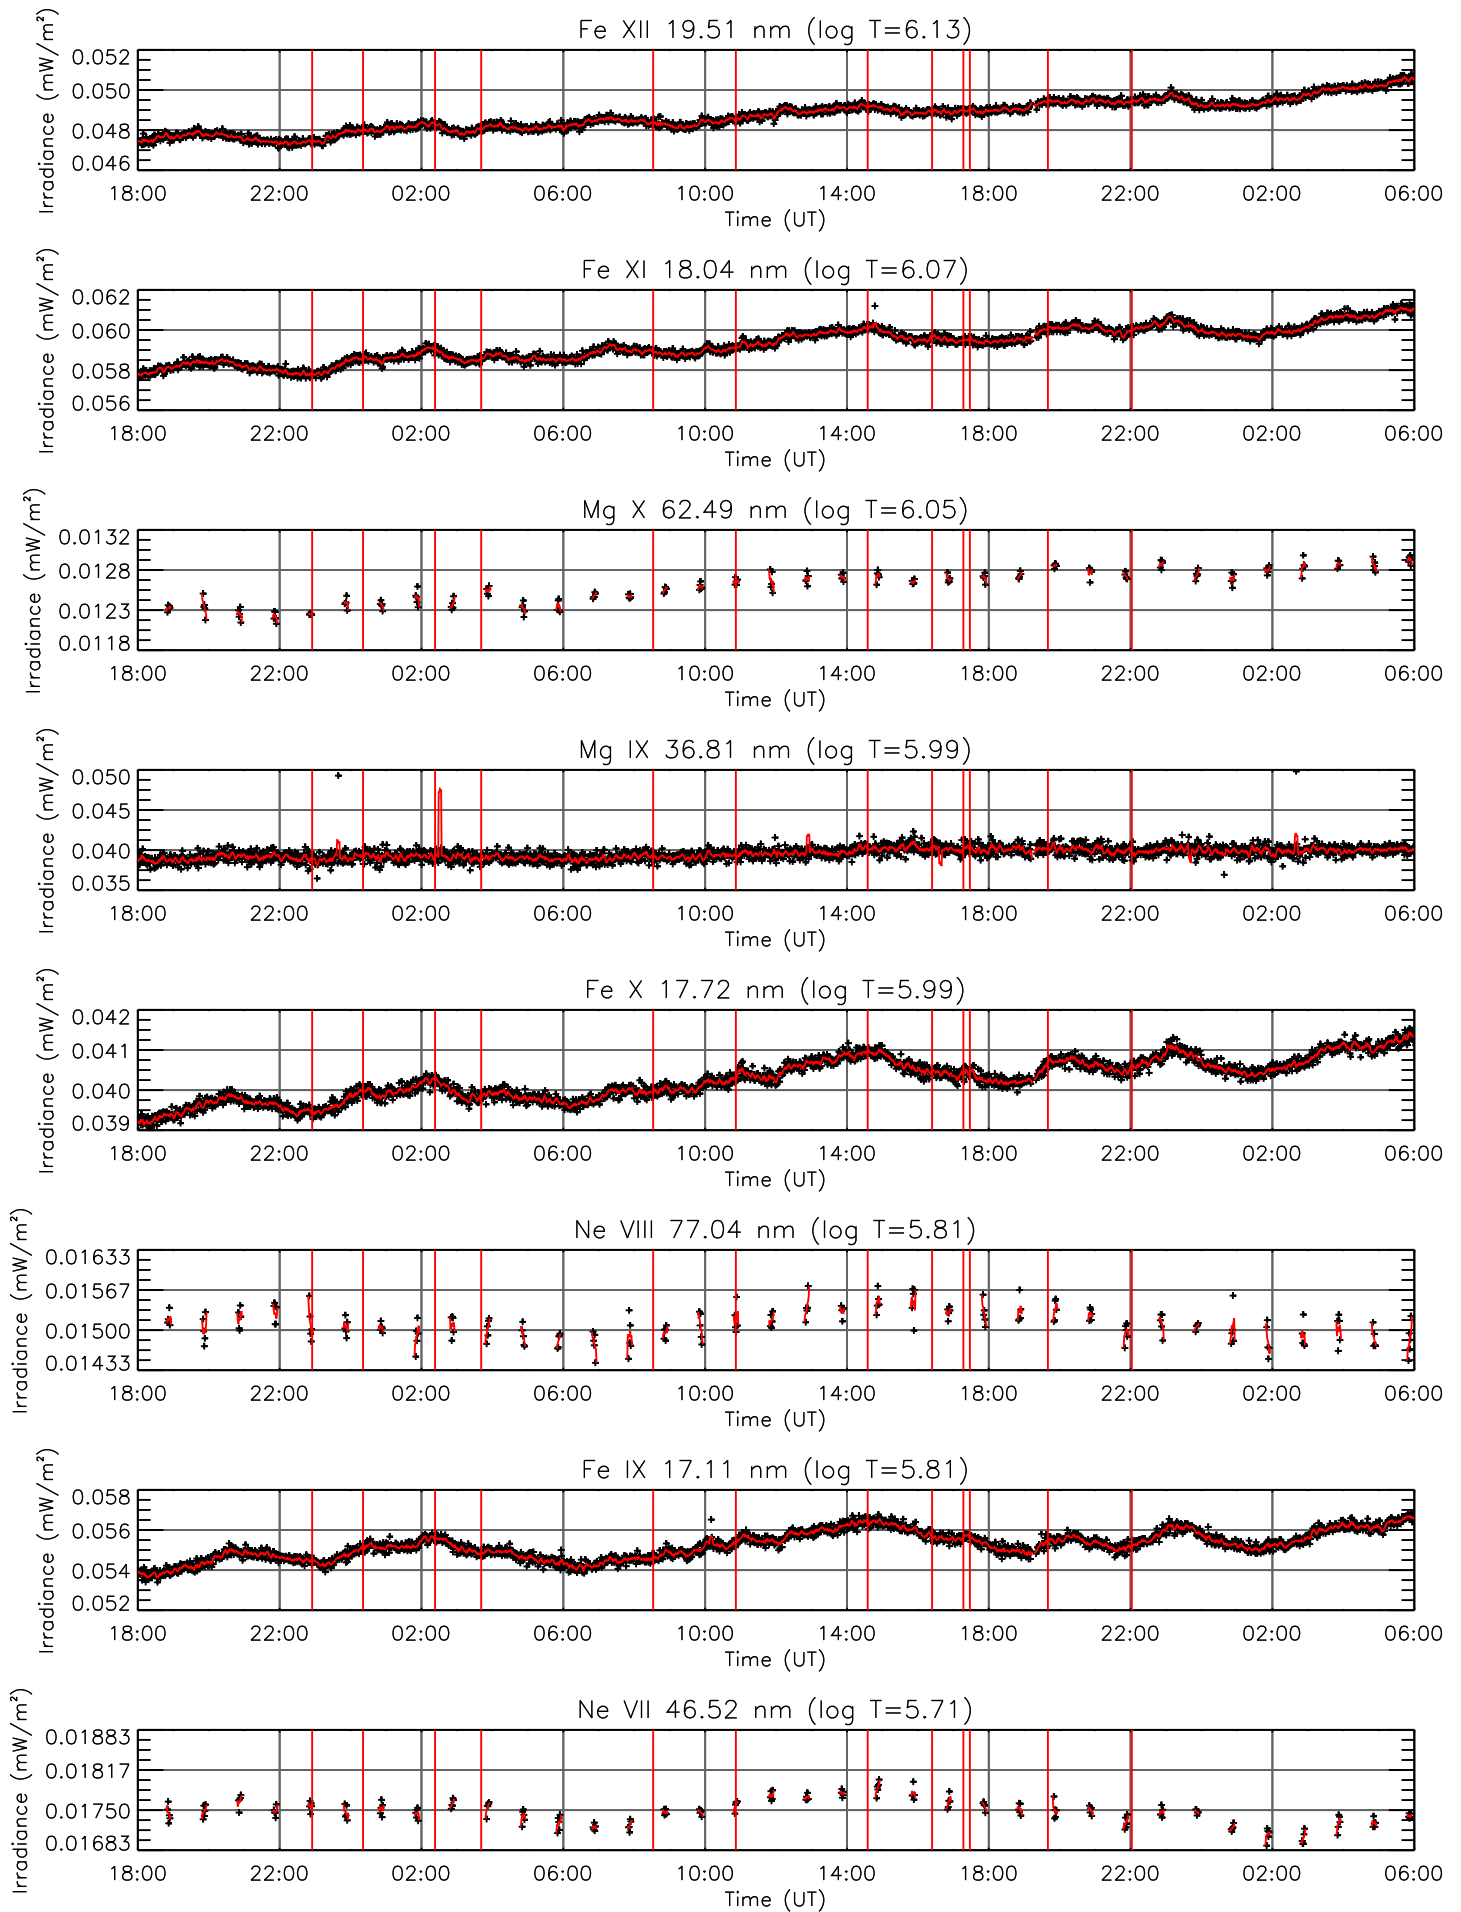 Fe XII 19.51 nm (log T=6.13)
Irradiance (mW/m²)
0.052
0.050
0.048
0.046
18:00 22:00 02:00 06:00 10:00 14:00 18:00 22:00 02:00 06:00
Time (UT)
Fe XI 18.04 nm (log T=6.07)
Irradiance (mW/m²)
0.062
0.060
0.058
0.056
18:00 22:00 02:00 06:00 10:00 14:00 18:00 22:00 02:00 06:00
Time (UT)
Mg X 62.49 nm (log T=6.05)
Irradiance (mW/m²)
0.0132
0.0128
0.0123
0.0118
18:00 22:00 02:00 06:00 10:00 14:00 18:00 22:00 02:00 06:00
Time (UT)
Mg IX 36.81 nm (log T=5.99)
Irradiance (mW/m²)
0.050
0.045
0.040
0.035
18:00 22:00 02:00 06:00 10:00 14:00 18:00 22:00 02:00 06:00
Time (UT)
Fe X 17.72 nm (log T=5.99)
Irradiance (mW/m²)
0.042
0.041
0.040
0.039
18:00 22:00 02:00 06:00 10:00 14:00 18:00 22:00 02:00 06:00
Time (UT)
Ne VIII 77.04 nm (log T=5.81)
Irradiance (mW/m²)
0.01633
0.01567
0.01500
0.01433
18:00 22:00 02:00 06:00 10:00 14:00 18:00 22:00 02:00 06:00
Time (UT)
Fe IX 17.11 nm (log T=5.81)
Irradiance (mW/m²)
0.058
0.056
0.054
0.052
18:00 22:00 02:00 06:00 10:00 14:00 18:00 22:00 02:00 06:00
Time (UT)
Ne VII 46.52 nm (log T=5.71)
Irradiance (mW/m²)
0.01883
0.01817
0.01750
0.01683
18:00 22:00 02:00 06:00 10:00 14:00 18:00 22:00 02:00 06:00
Time (UT)